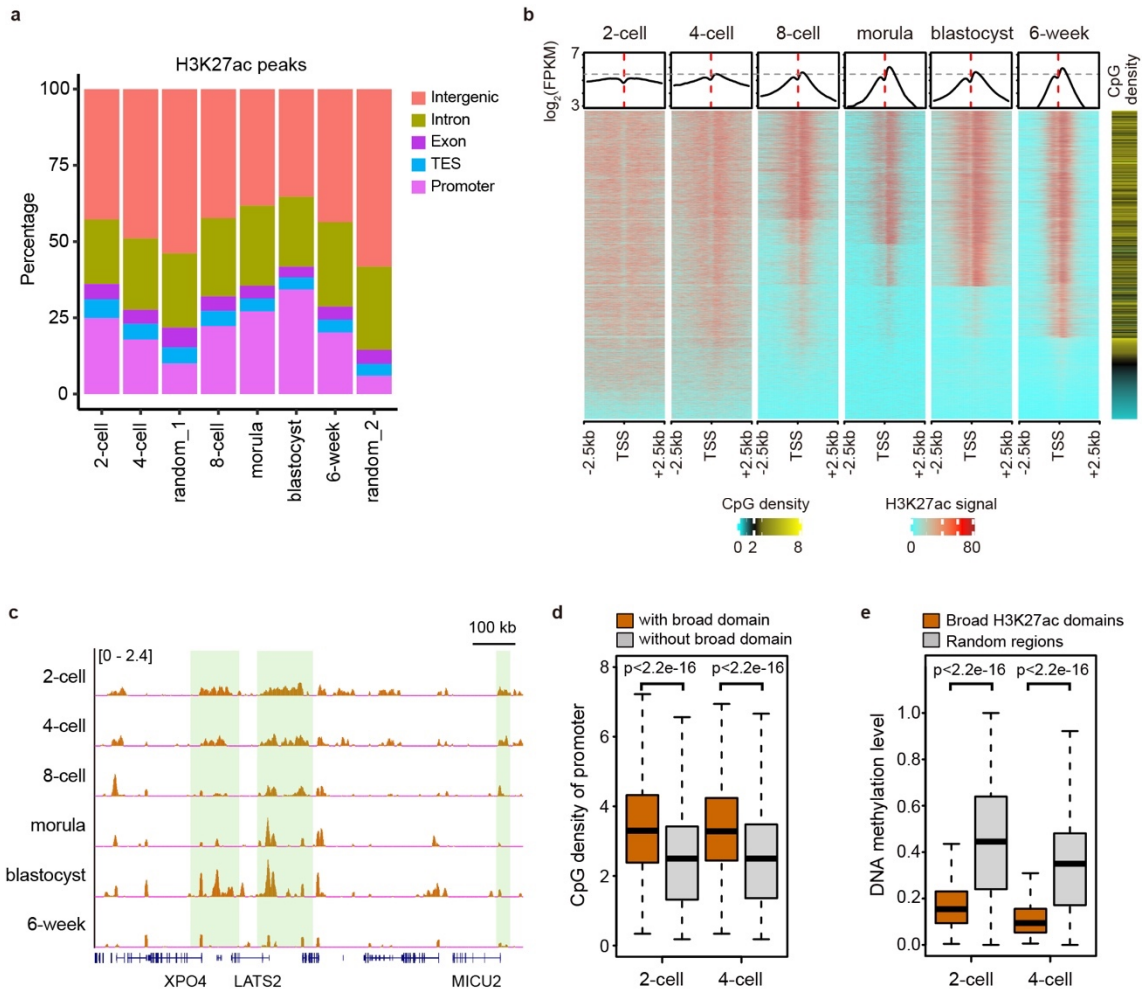 a
H3K27ac peaks
Percentage
100
75
50
25
0
Intergenic
Intron
Exon
TES
Promoter
2-cell
4-cell
random_1
8-cell
morula
blastocyst
6-week
random_2
b
2-cell 4-cell 8-cell morula blastocyst 6-week
log2(FPKM)
7
3
CpG
density
-2.5kb TSS +2.5kb -2.5kb TSS +2.5kb -2.5kb TSS +2.5kb -2.5kb TSS +2.5kb -2.5kb TSS +2.5kb -2.5kb TSS +2.5kb
CpG density
0 2 8
H3K27ac signal
0 80
c
100 kb
[0 - 2.4]
2-cell
4-cell
8-cell
morula
blastocyst
6-week
XPO4 LATS2 MICU2
d
with broad domain
without broad domain
CpG density of promoter
8
6
4
2
0
p<2.2e-16 p<2.2e-16
2-cell 4-cell
e
Broad H3K27ac domains
Random regions
DNA methylation level
1.0
0.8
0.6
0.4
0.2
0.0
p<2.2e-16 p<2.2e-16
2-cell 4-cell